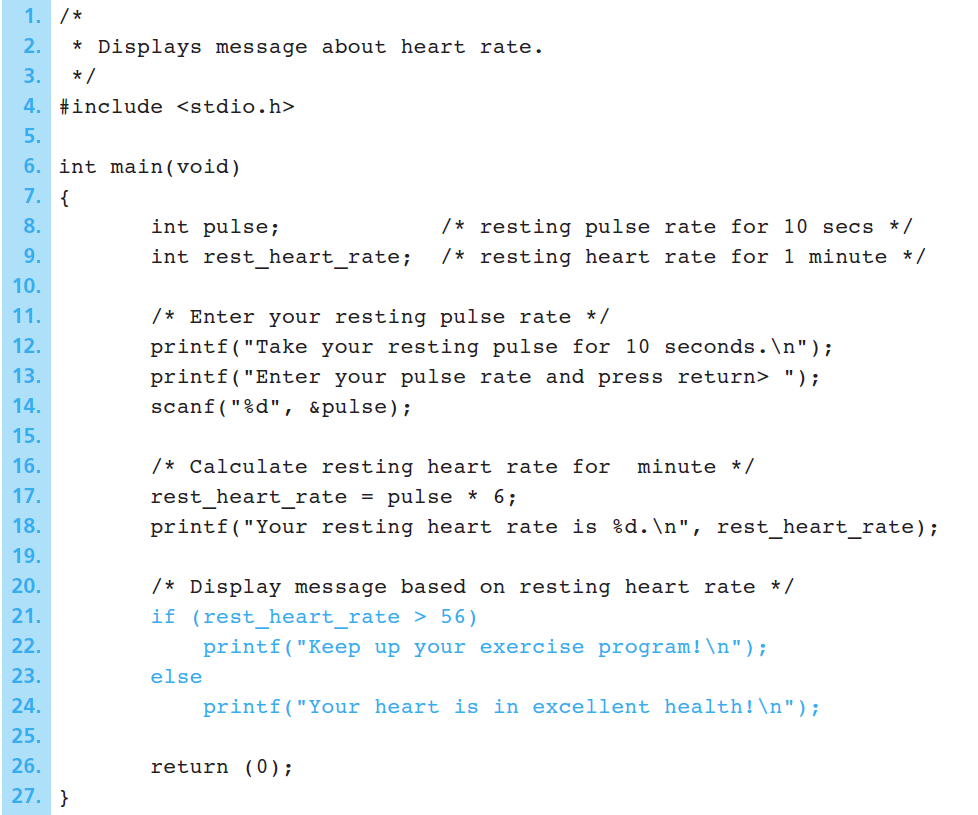 1. /*
2.  * Displays message about heart rate.
3.  */
4. #include <stdio.h>
5.
6. int main(void)
7. {
8.        int pulse;            /* resting pulse rate for 10 secs */
9.        int rest_heart_rate;  /* resting heart rate for 1 minute */
10.
11.        /* Enter your resting pulse rate */
12.        printf("Take your resting pulse for 10 seconds.\n");
13.        printf("Enter your pulse rate and press return> ");
14.        scanf("%d", &pulse);
15.
16.        /* Calculate resting heart rate for  minute */
17.        rest_heart_rate = pulse * 6;
18.        printf("Your resting heart rate is %d.\n", rest_heart_rate);
19.
20.        /* Display message based on resting heart rate */
21.        if (rest_heart_rate > 56)
22.            printf("Keep up your exercise program!\n");
23.        else
24.            printf("Your heart is in excellent health!\n");
25.
26.        return (0);
27. }